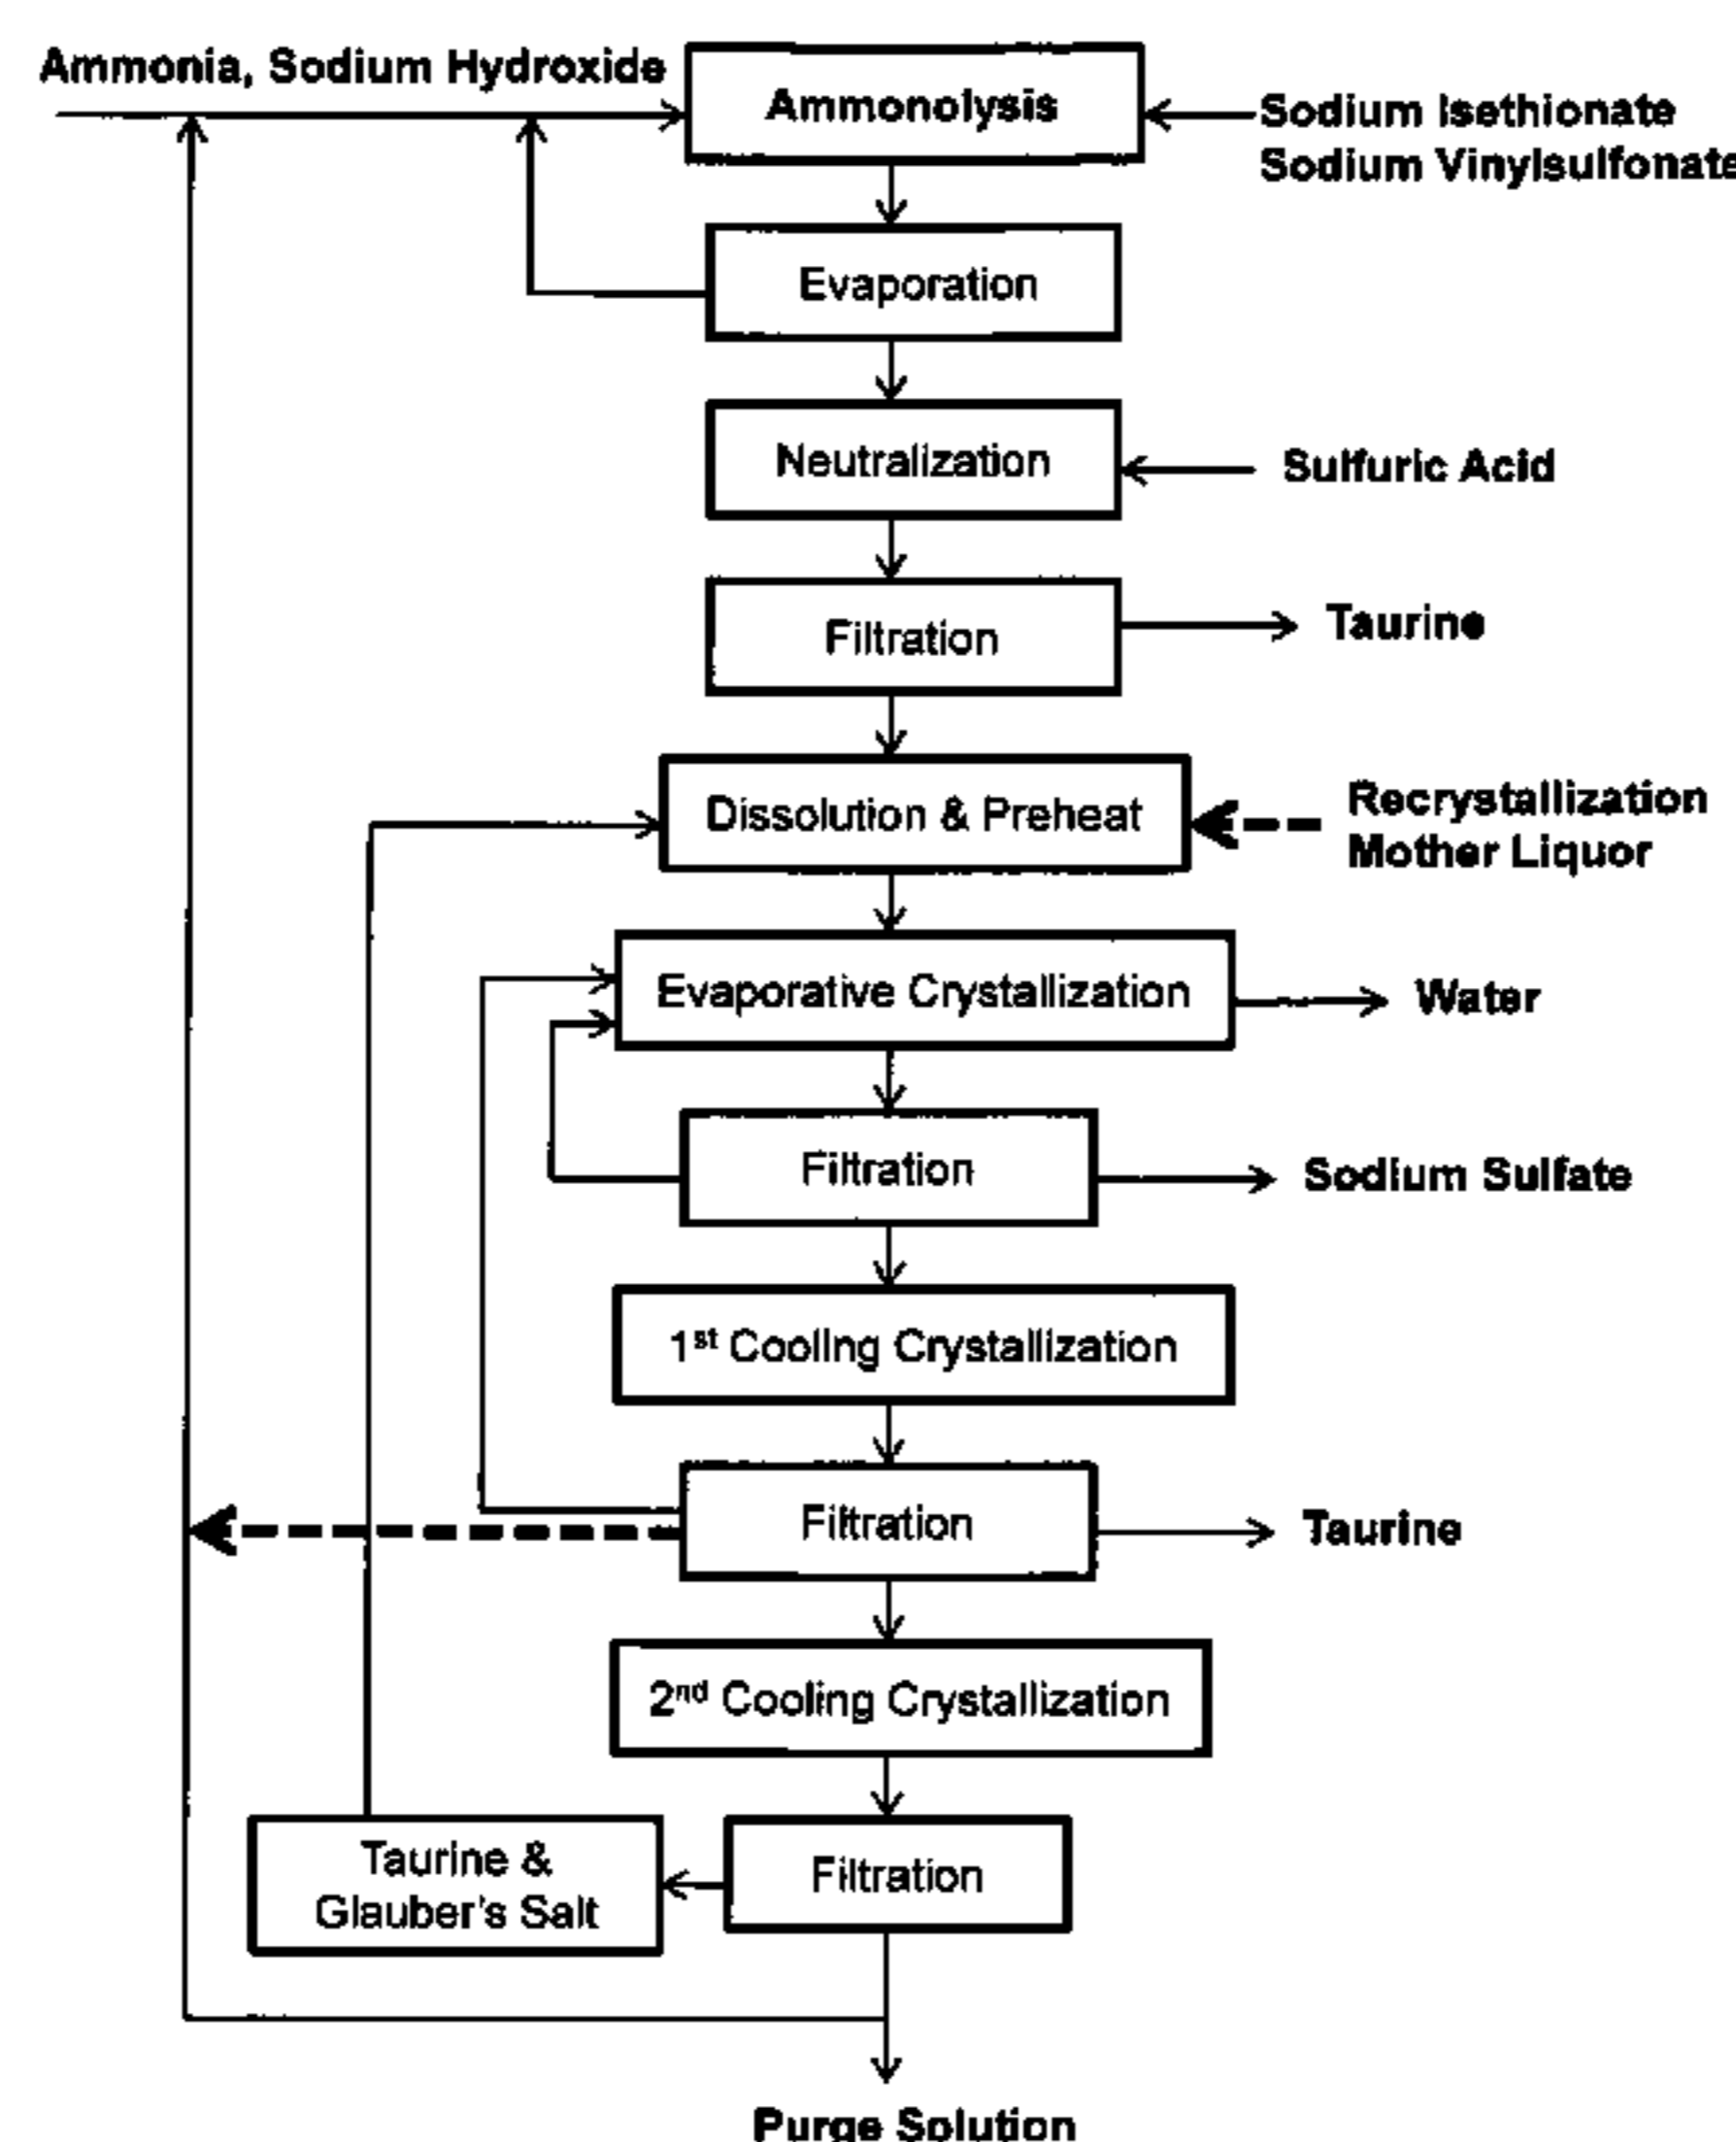 Ammonia, Sodium Hydroxide
Ammonolysis
Sodium Isethionate
Sodium Vinylsulfonate
Evaporation
Neutralization
Sulfuric Acid
Filtration
Taurine
Dissolution & Preheat
Recrystallization
Mother Liquor
Evaporative Crystallization
Water
Filtration
Sodium Sulfate
1st Cooling Crystallization
Filtration
Taurine
2nd Cooling Crystallization
Taurine &
Glauber's Salt
Filtration
Purge Solution